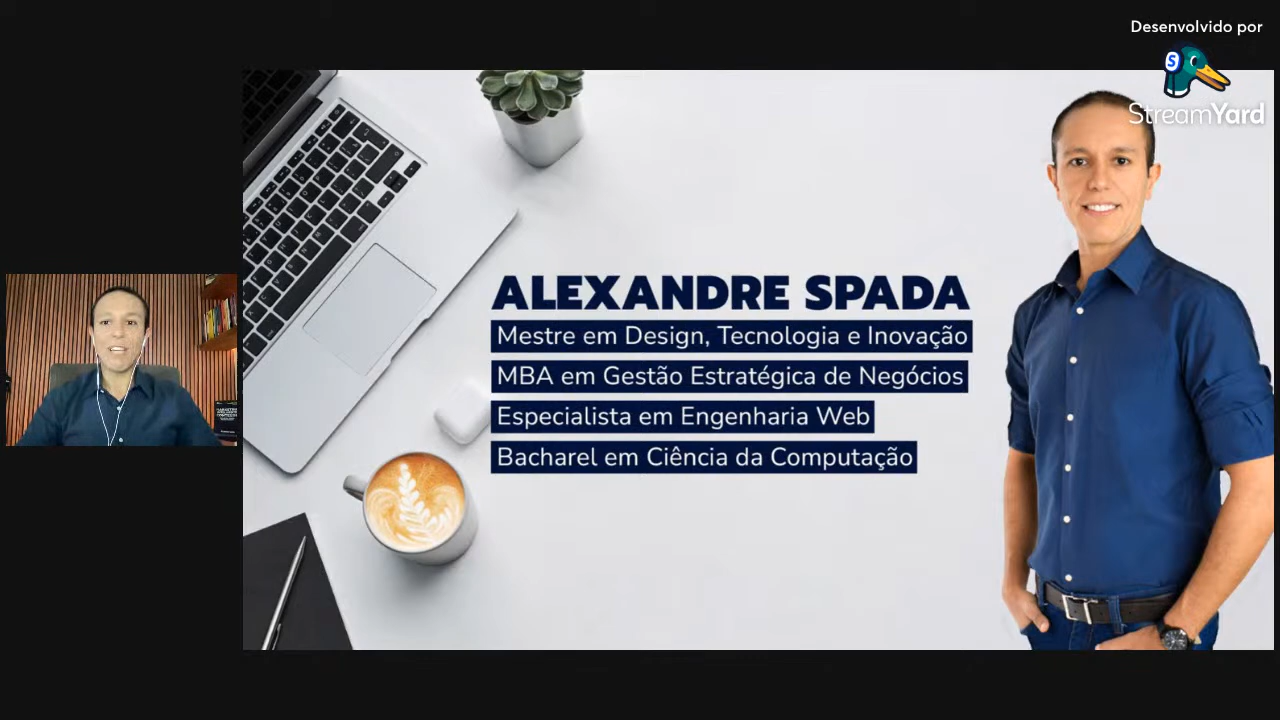 Desenvolvido por
S
StreamYard
ALEXANDRE SPADA
Mestre em Design, Tecnologia e Inovação
MBA em Gestão Estratégica de Negócios
Especialista em Engenharia Web
Bacharel em Ciência da Computação